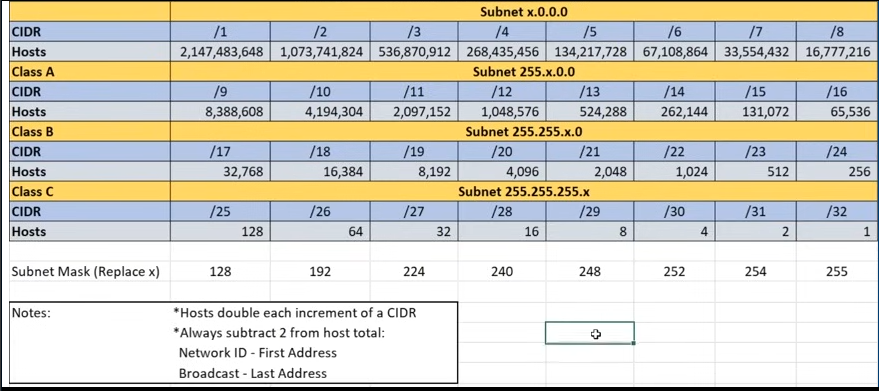 Subnet x.0.0.0
CIDR /1 /2 /3 /4 /5 /6 /7 /8
Hosts 2,147,483,648 1,073,741,824 536,870,912 268,435,456 134,217,728 67,108,864 33,554,432 16,777,216
Class A Subnet 255.x.0.0
CIDR /9 /10 /11 /12 /13 /14 /15 /16
Hosts 8,388,608 4,194,304 2,097,152 1,048,576 524,288 262,144 131,072 65,536
Class B Subnet 255.255.x.0
CIDR /17 /18 /19 /20 /21 /22 /23 /24
Hosts 32,768 16,384 8,192 4,096 2,048 1,024 512 256
Class C Subnet 255.255.255.x
CIDR /25 /26 /27 /28 /29 /30 /31 /32
Hosts 128 64 32 16 8 4 2 1
Subnet Mask (Replace x) 128 192 224 240 248 252 254 255
Notes: *Hosts double each increment of a CIDR
*Always subtract 2 from host total:
Network ID - First Address
Broadcast - Last Address